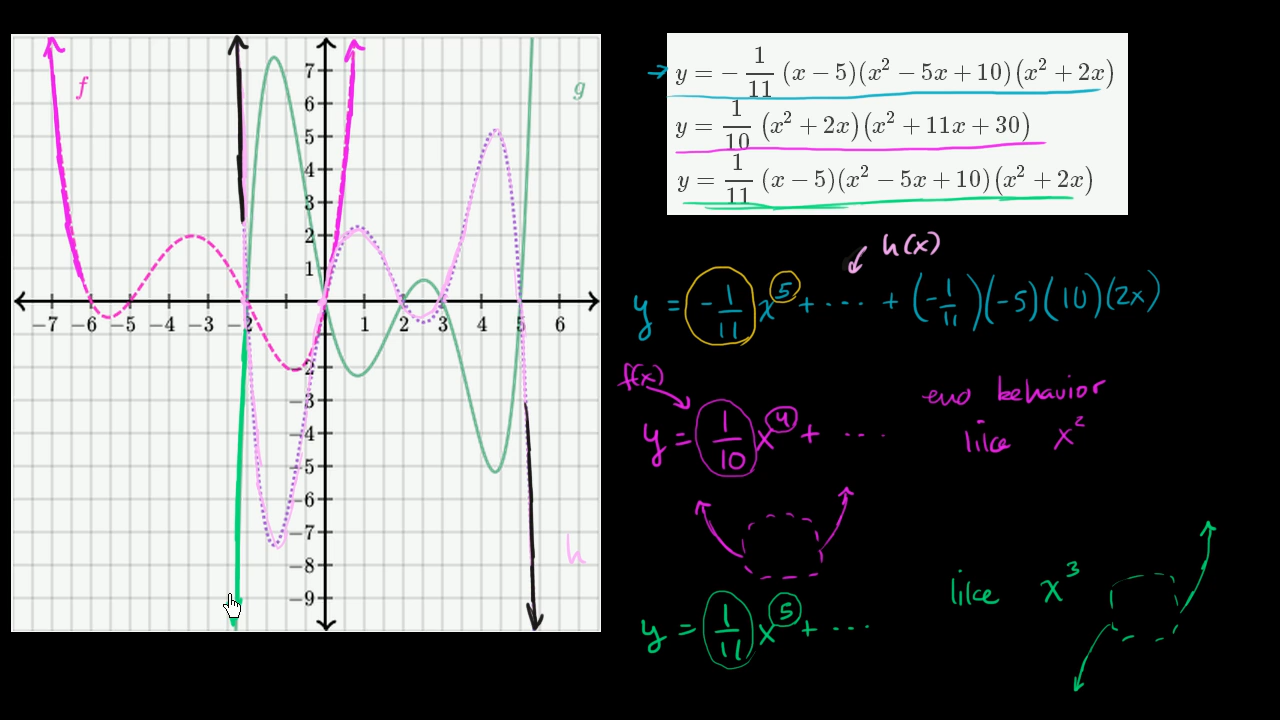 f
g
h
7
6
5
4
3
2
1
−7 −6 −5 −4 −3 −2 1 2 3 4 5 6
−2
−3
−4
−5
−6
−7
−8
−9
y = − 1/11 (x − 5)(x² − 5x + 10)(x² + 2x)
y = 1/10 (x² + 2x)(x² + 11x + 30)
y = 1/11 (x − 5)(x² − 5x + 10)(x² + 2x)
h(x)
y = −1/11 x⁵ + ··· + (−1/11)(−5)(10)(2x)
f(x)
y = 1/10 x⁴ + ···
end behavior
like x²
y = 1/11 x⁵ + ···
like x³